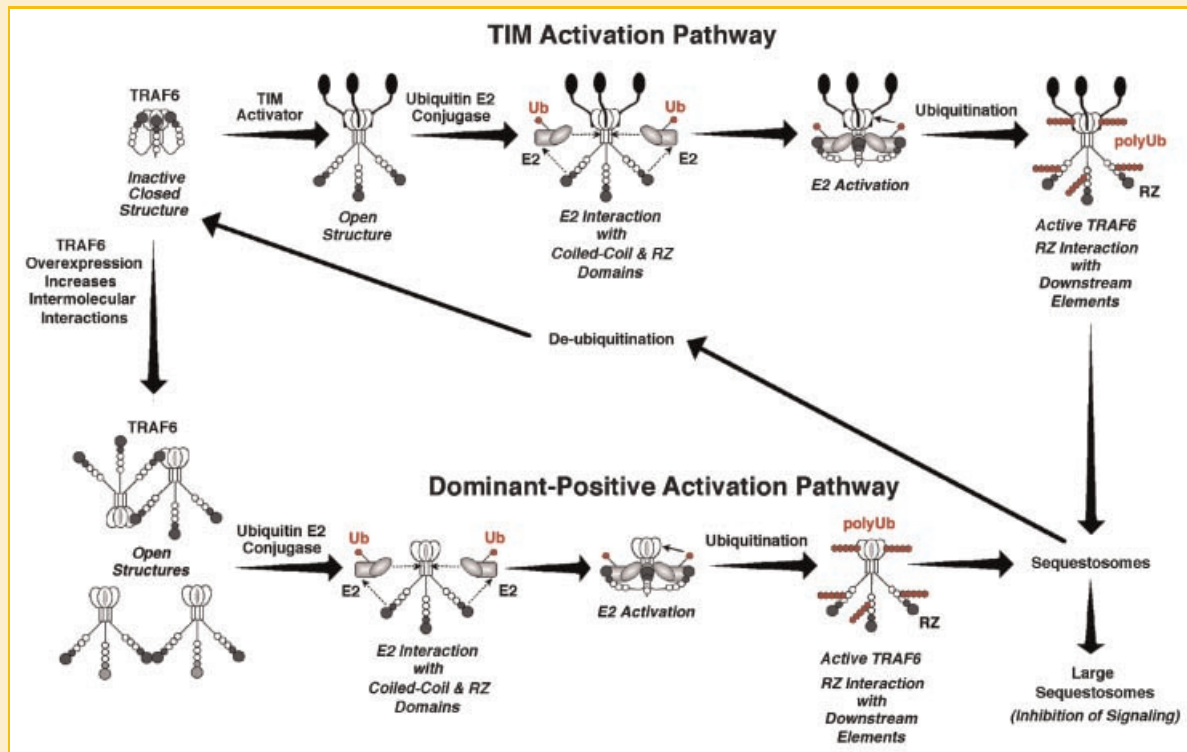 TIM Activation Pathway
TRAF6
Inactive
Closed
Structure
TIM
Activator
Open
Structure
Ubiquitin E2
Conjugase
Ub
Ub
E2
E2
E2 Interaction
with
Coiled-Coil & RZ
Domains
E2 Activation
Ubiquitination
polyUb
RZ
Active TRAF6
RZ Interaction
with
Downstream
Elements
TRAF6
Overexpression
Increases
Intermolecular
Interactions
De-ubiquitination
TRAF6
Open
Structures
Dominant-Positive Activation Pathway
Ubiquitin E2
Conjugase
Ub
Ub
E2
E2
E2 Interaction
with
Coiled-Coil & RZ
Domains
E2 Activation
Ubiquitination
polyUb
RZ
Active TRAF6
RZ Interaction
with
Downstream
Elements
Sequestosomes
Large
Sequestosomes
(Inhibition of Signaling)